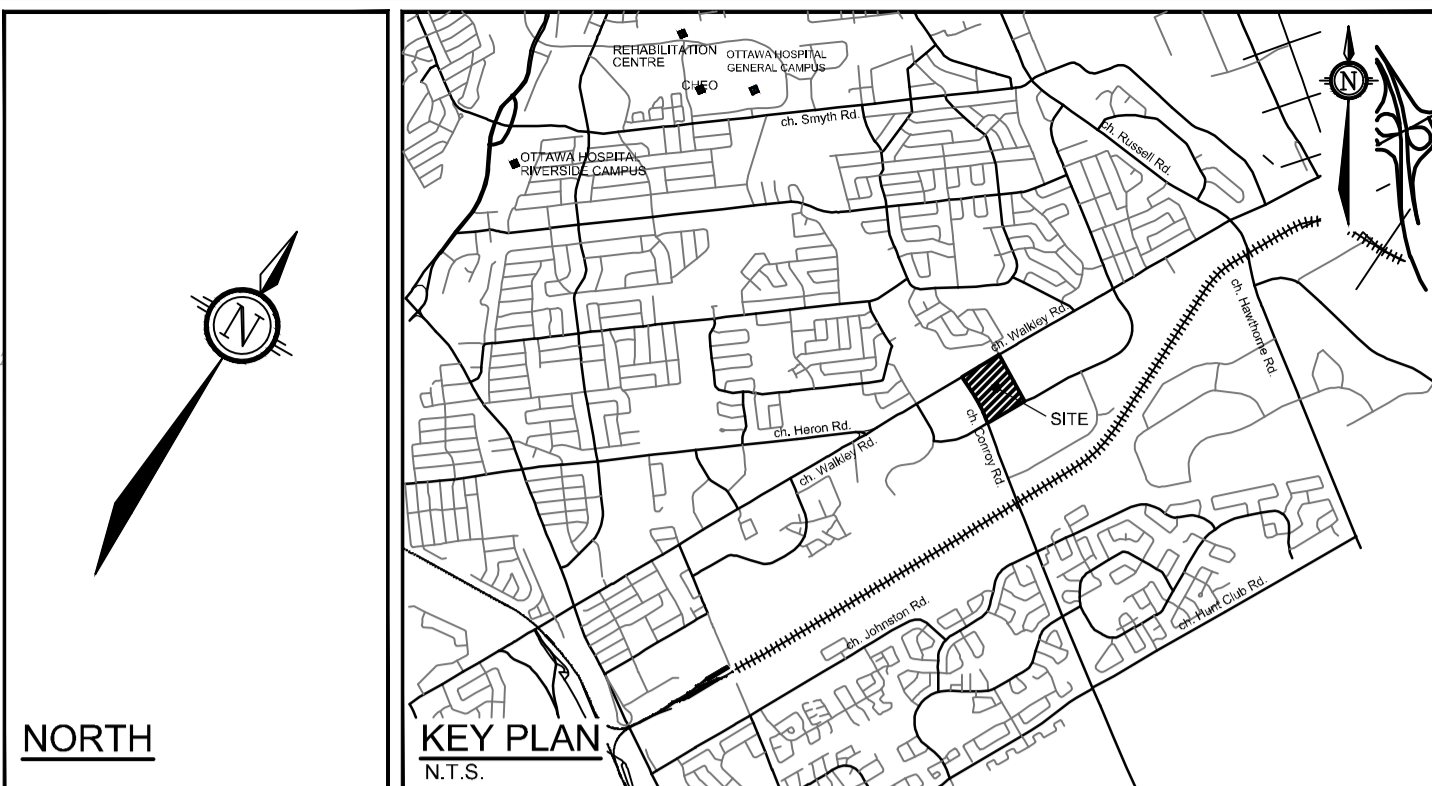 N
NORTH
REHABILITATION
CENTRE
OTTAWA HOSPITAL
GENERAL CAMPUS
CHEO
ch. Smyth Rd.
OTTAWA HOSPITAL
RIVERSIDE CAMPUS
ch. Russell Rd.
N
ch. Hawthorne Rd.
ch. Walkley Rd.
SITE
ch. Conroy Rd.
ch. Heron Rd.
ch. Walkley Rd.
ch. Johnston Rd.
ch. Hunt Club Rd.
KEY PLAN
N.T.S.